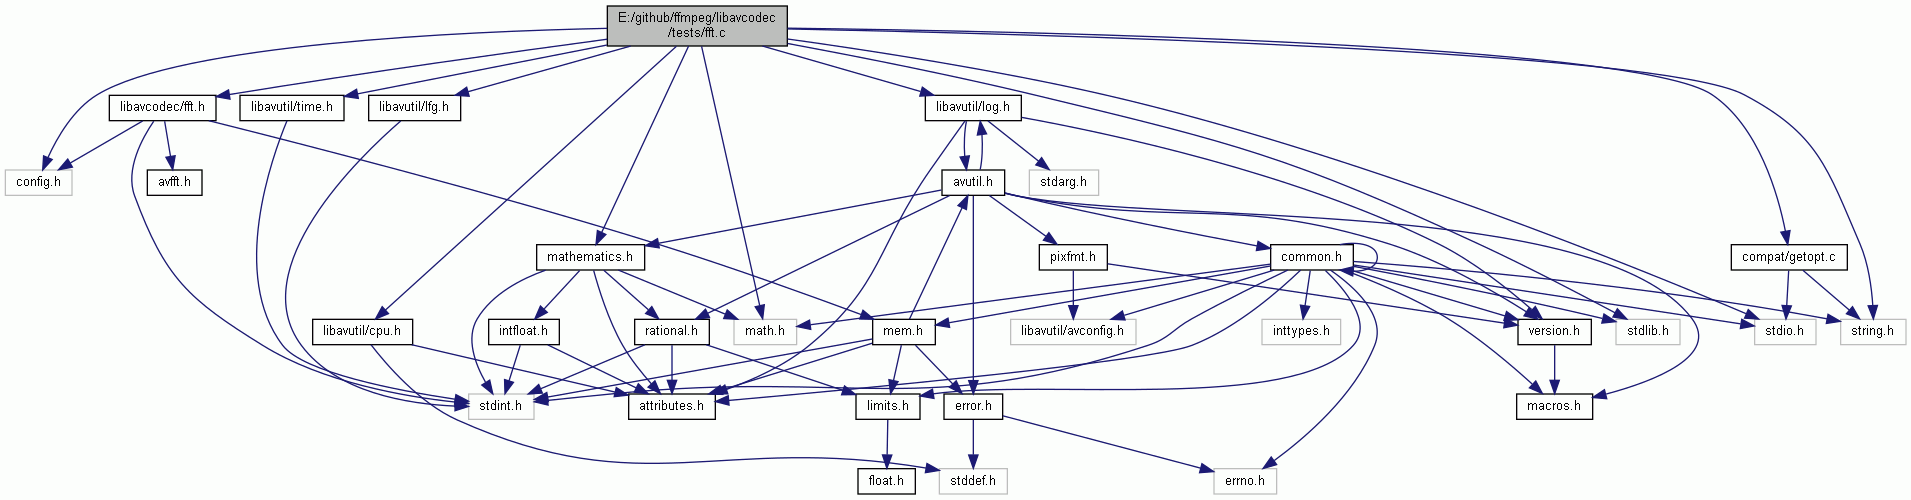 E:/github/ffmpeg/libavcodec
/tests/fft.c
libavcodec/fft.h
libavutil/time.h
libavutil/lfg.h
libavutil/log.h
config.h
avfft.h
avutil.h
stdarg.h
mathematics.h
pixfmt.h
common.h
compat/getopt.c
libavutil/cpu.h
intfloat.h
rational.h
math.h
mem.h
libavutil/avconfig.h
inttypes.h
version.h
stdlib.h
stdio.h
string.h
stdint.h
attributes.h
limits.h
error.h
macros.h
float.h
stddef.h
errno.h